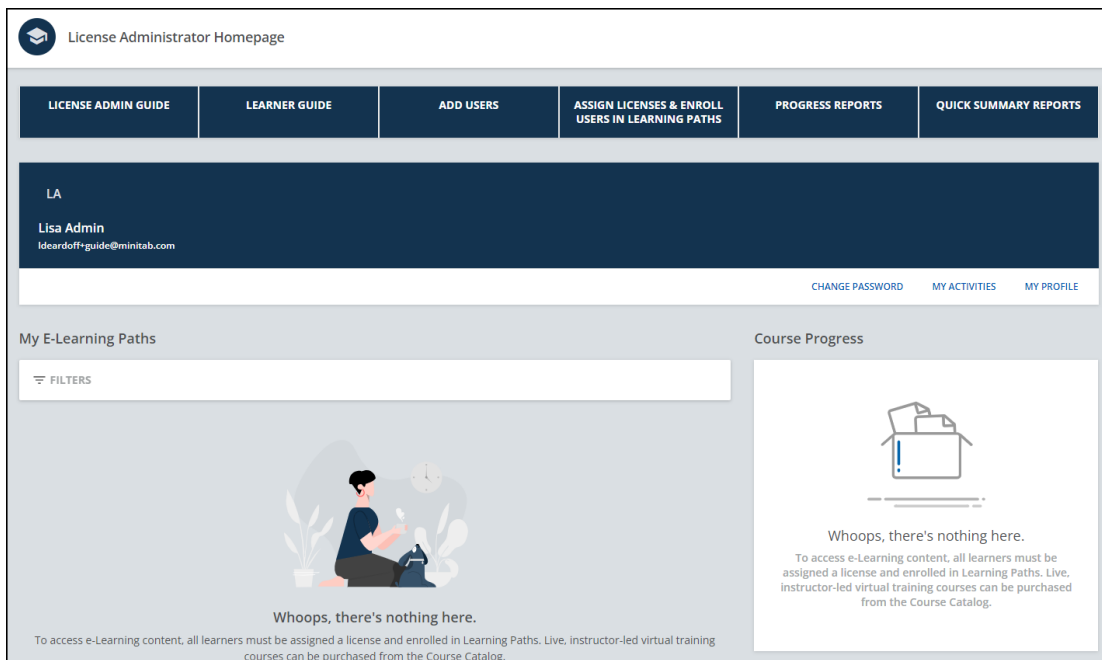 License Administrator Homepage
LICENSE ADMIN GUIDE
LEARNER GUIDE
ADD USERS
ASSIGN LICENSES & ENROLL
USERS IN LEARNING PATHS
PROGRESS REPORTS
QUICK SUMMARY REPORTS
LA
Lisa Admin
ldeardoff+guide@minitab.com
CHANGE PASSWORD
MY ACTIVITIES
MY PROFILE
My E-Learning Paths
FILTERS
Whoops, there's nothing here.
To access e-Learning content, all learners must be assigned a license and enrolled in Learning Paths. Live, instructor-led virtual training
courses can be purchased from the Course Catalog.
Course Progress
Whoops, there's nothing here.
To access e-Learning content, all learners must be
assigned a license and enrolled in Learning Paths. Live,
instructor-led virtual training courses can be purchased
from the Course Catalog.